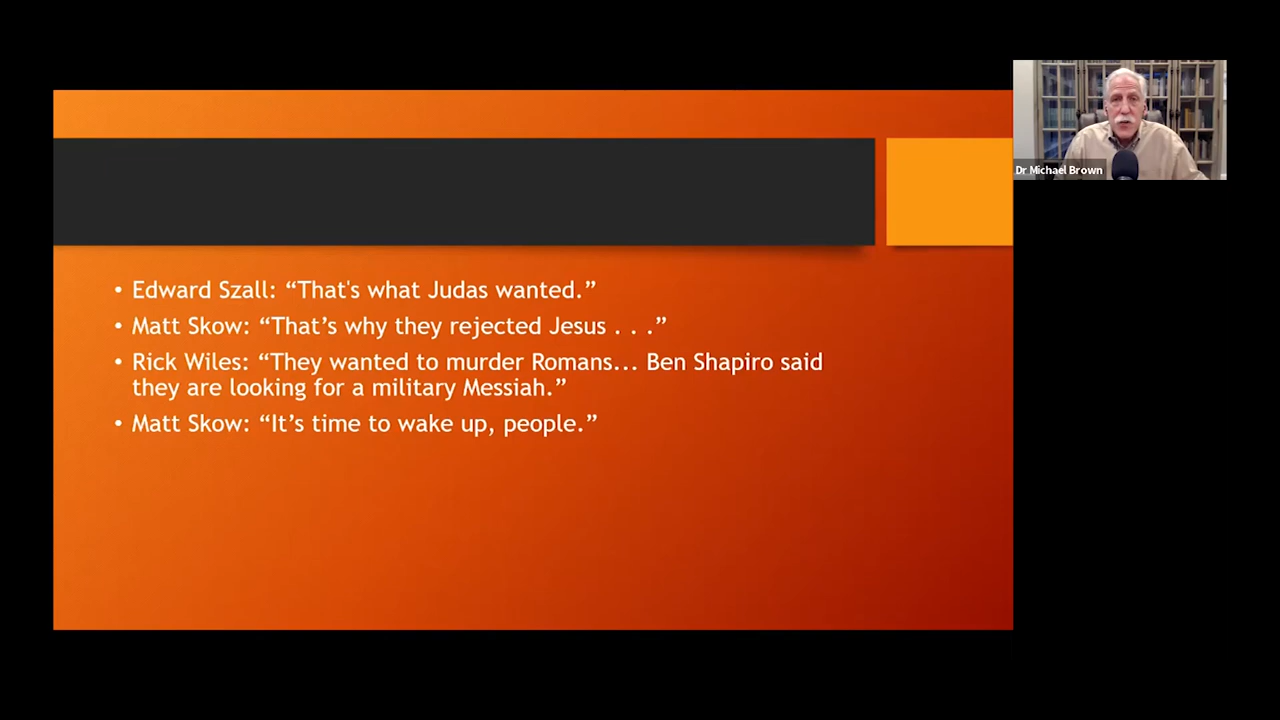 Dr Michael Brown
• Edward Szall: “That's what Judas wanted.”
• Matt Skow: “That’s why they rejected Jesus . . .”
• Rick Wiles: “They wanted to murder Romans... Ben Shapiro said
they are looking for a military Messiah.”
• Matt Skow: “It’s time to wake up, people.”